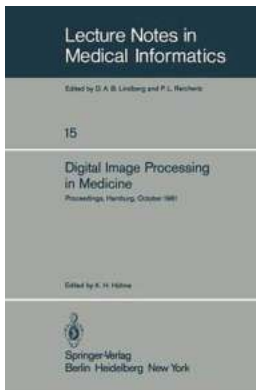 Lecture Notes in
Medical Informatics
Edited by D. A. B. Lindberg and P. L. Reichertz
15
Digital Image Processing
in Medicine
Proceedings, Hamburg, October 1981
Edited by K. H. Höhne
Springer-Verlag
Berlin Heidelberg New York